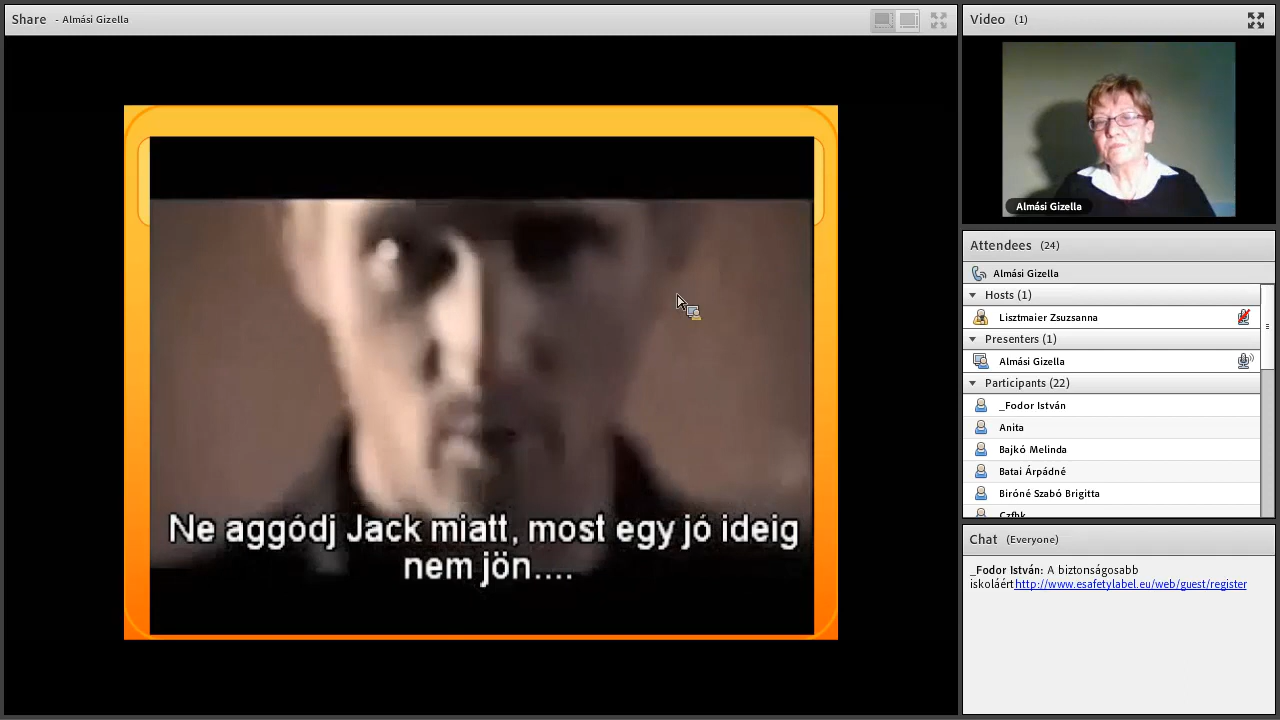 Share - Almási Gizella
Ne aggódj Jack miatt, most egy jó ideig
nem jön....
Video (1)
Almási Gizella
Attendees (24)
Almási Gizella
Hosts (1)
Lisztmaier Zsuzsanna
Presenters (1)
Almási Gizella
Participants (22)
_Fodor István
Anita
Bajkó Melinda
Batai Árpádné
Biróné Szabó Brigitta
Czfbk
Chat (Everyone)
_Fodor István: A biztonságosabb
iskoláérthttp://www.esafetylabel.eu/web/guest/register